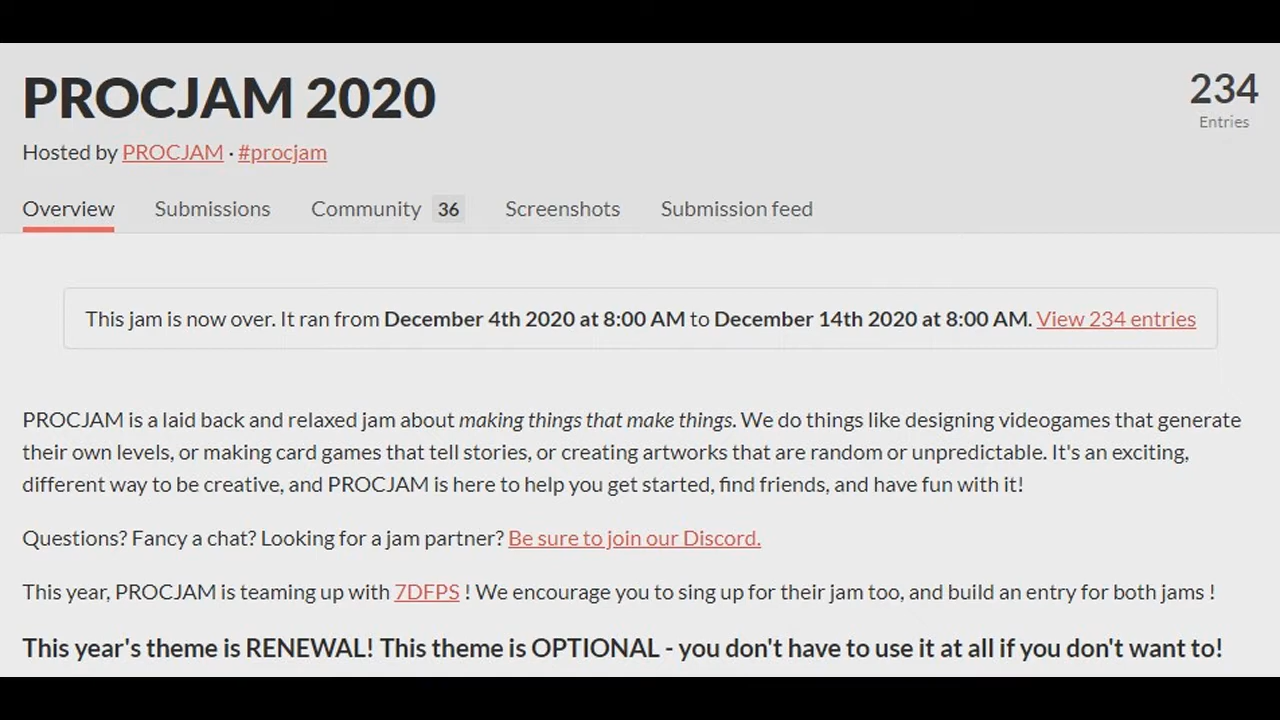 PROCJAM 2020
234
Entries
Hosted by PROCJAM · #procjam
Overview Submissions Community 36 Screenshots Submission feed
This jam is now over. It ran from December 4th 2020 at 8:00 AM to December 14th 2020 at 8:00 AM. View 234 entries
PROCJAM is a laid back and relaxed jam about making things that make things. We do things like designing videogames that generate
their own levels, or making card games that tell stories, or creating artworks that are random or unpredictable. It's an exciting,
different way to be creative, and PROCJAM is here to help you get started, find friends, and have fun with it!
Questions? Fancy a chat? Looking for a jam partner? Be sure to join our Discord.
This year, PROCJAM is teaming up with 7DFPS ! We encourage you to sing up for their jam too, and build an entry for both jams !
This year's theme is RENEWAL! This theme is OPTIONAL - you don't have to use it at all if you don't want to!